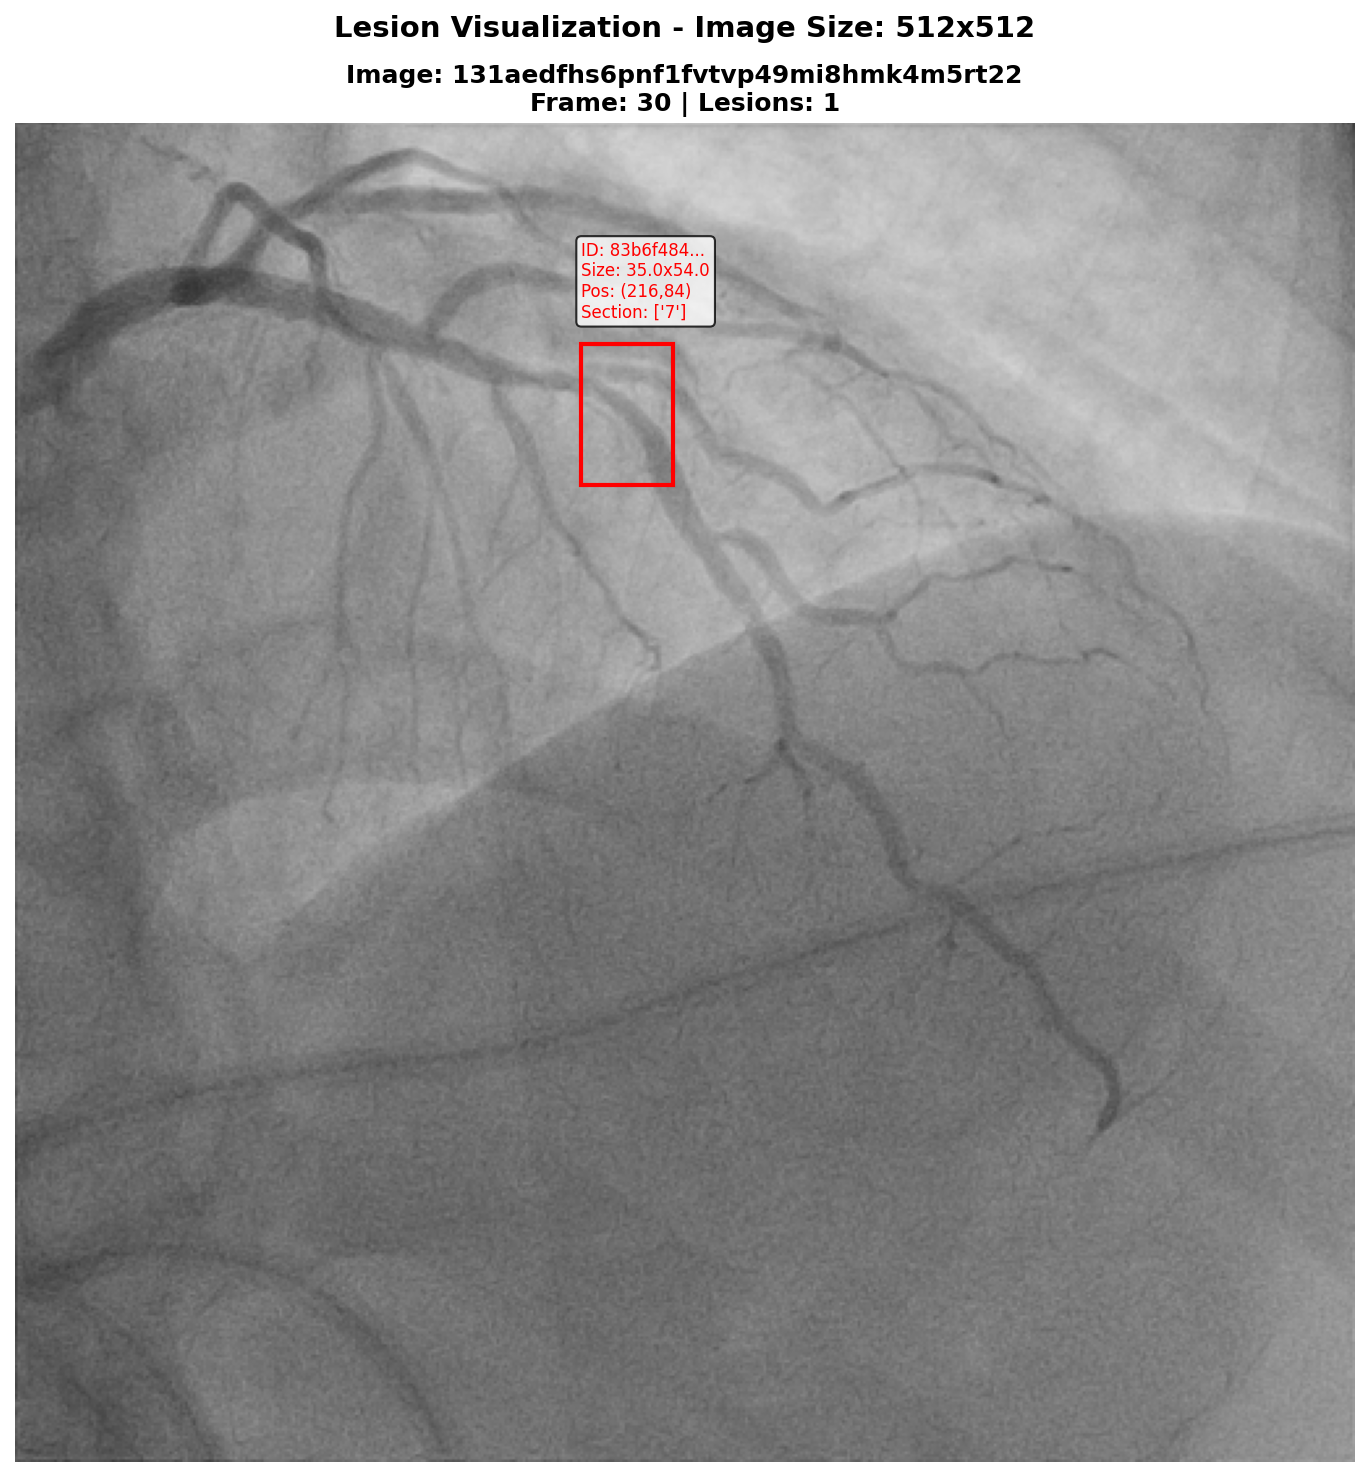 Lesion Visualization - Image Size: 512x512
Image: 131aedfhs6pnf1fvtvp49mi8hmk4m5rt22
Frame: 30 | Lesions: 1
ID: 83b6f484...
Size: 35.0x54.0
Pos: (216,84)
Section: ['7']